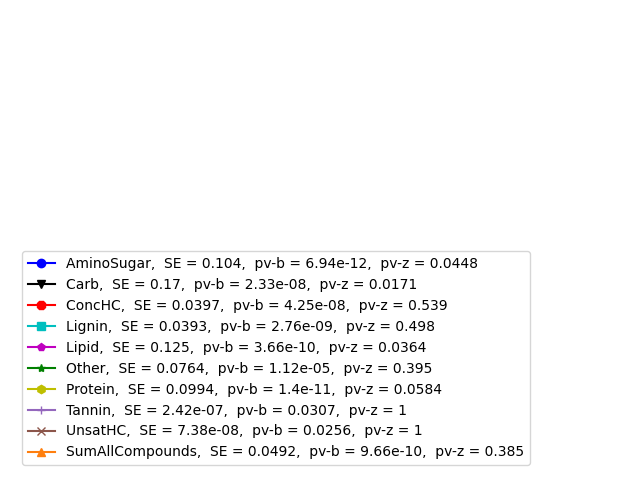 AminoSugar,  SE = 0.104,  pv-b = 6.94e-12,  pv-z = 0.0448
Carb,  SE = 0.17,  pv-b = 2.33e-08,  pv-z = 0.0171
ConcHC,  SE = 0.0397,  pv-b = 4.25e-08,  pv-z = 0.539
Lignin,  SE = 0.0393,  pv-b = 2.76e-09,  pv-z = 0.498
Lipid,  SE = 0.125,  pv-b = 3.66e-10,  pv-z = 0.0364
Other,  SE = 0.0764,  pv-b = 1.12e-05,  pv-z = 0.395
Protein,  SE = 0.0994,  pv-b = 1.4e-11,  pv-z = 0.0584
Tannin,  SE = 2.42e-07,  pv-b = 0.0307,  pv-z = 1
UnsatHC,  SE = 7.38e-08,  pv-b = 0.0256,  pv-z = 1
SumAllCompounds,  SE = 0.0492,  pv-b = 9.66e-10,  pv-z = 0.385